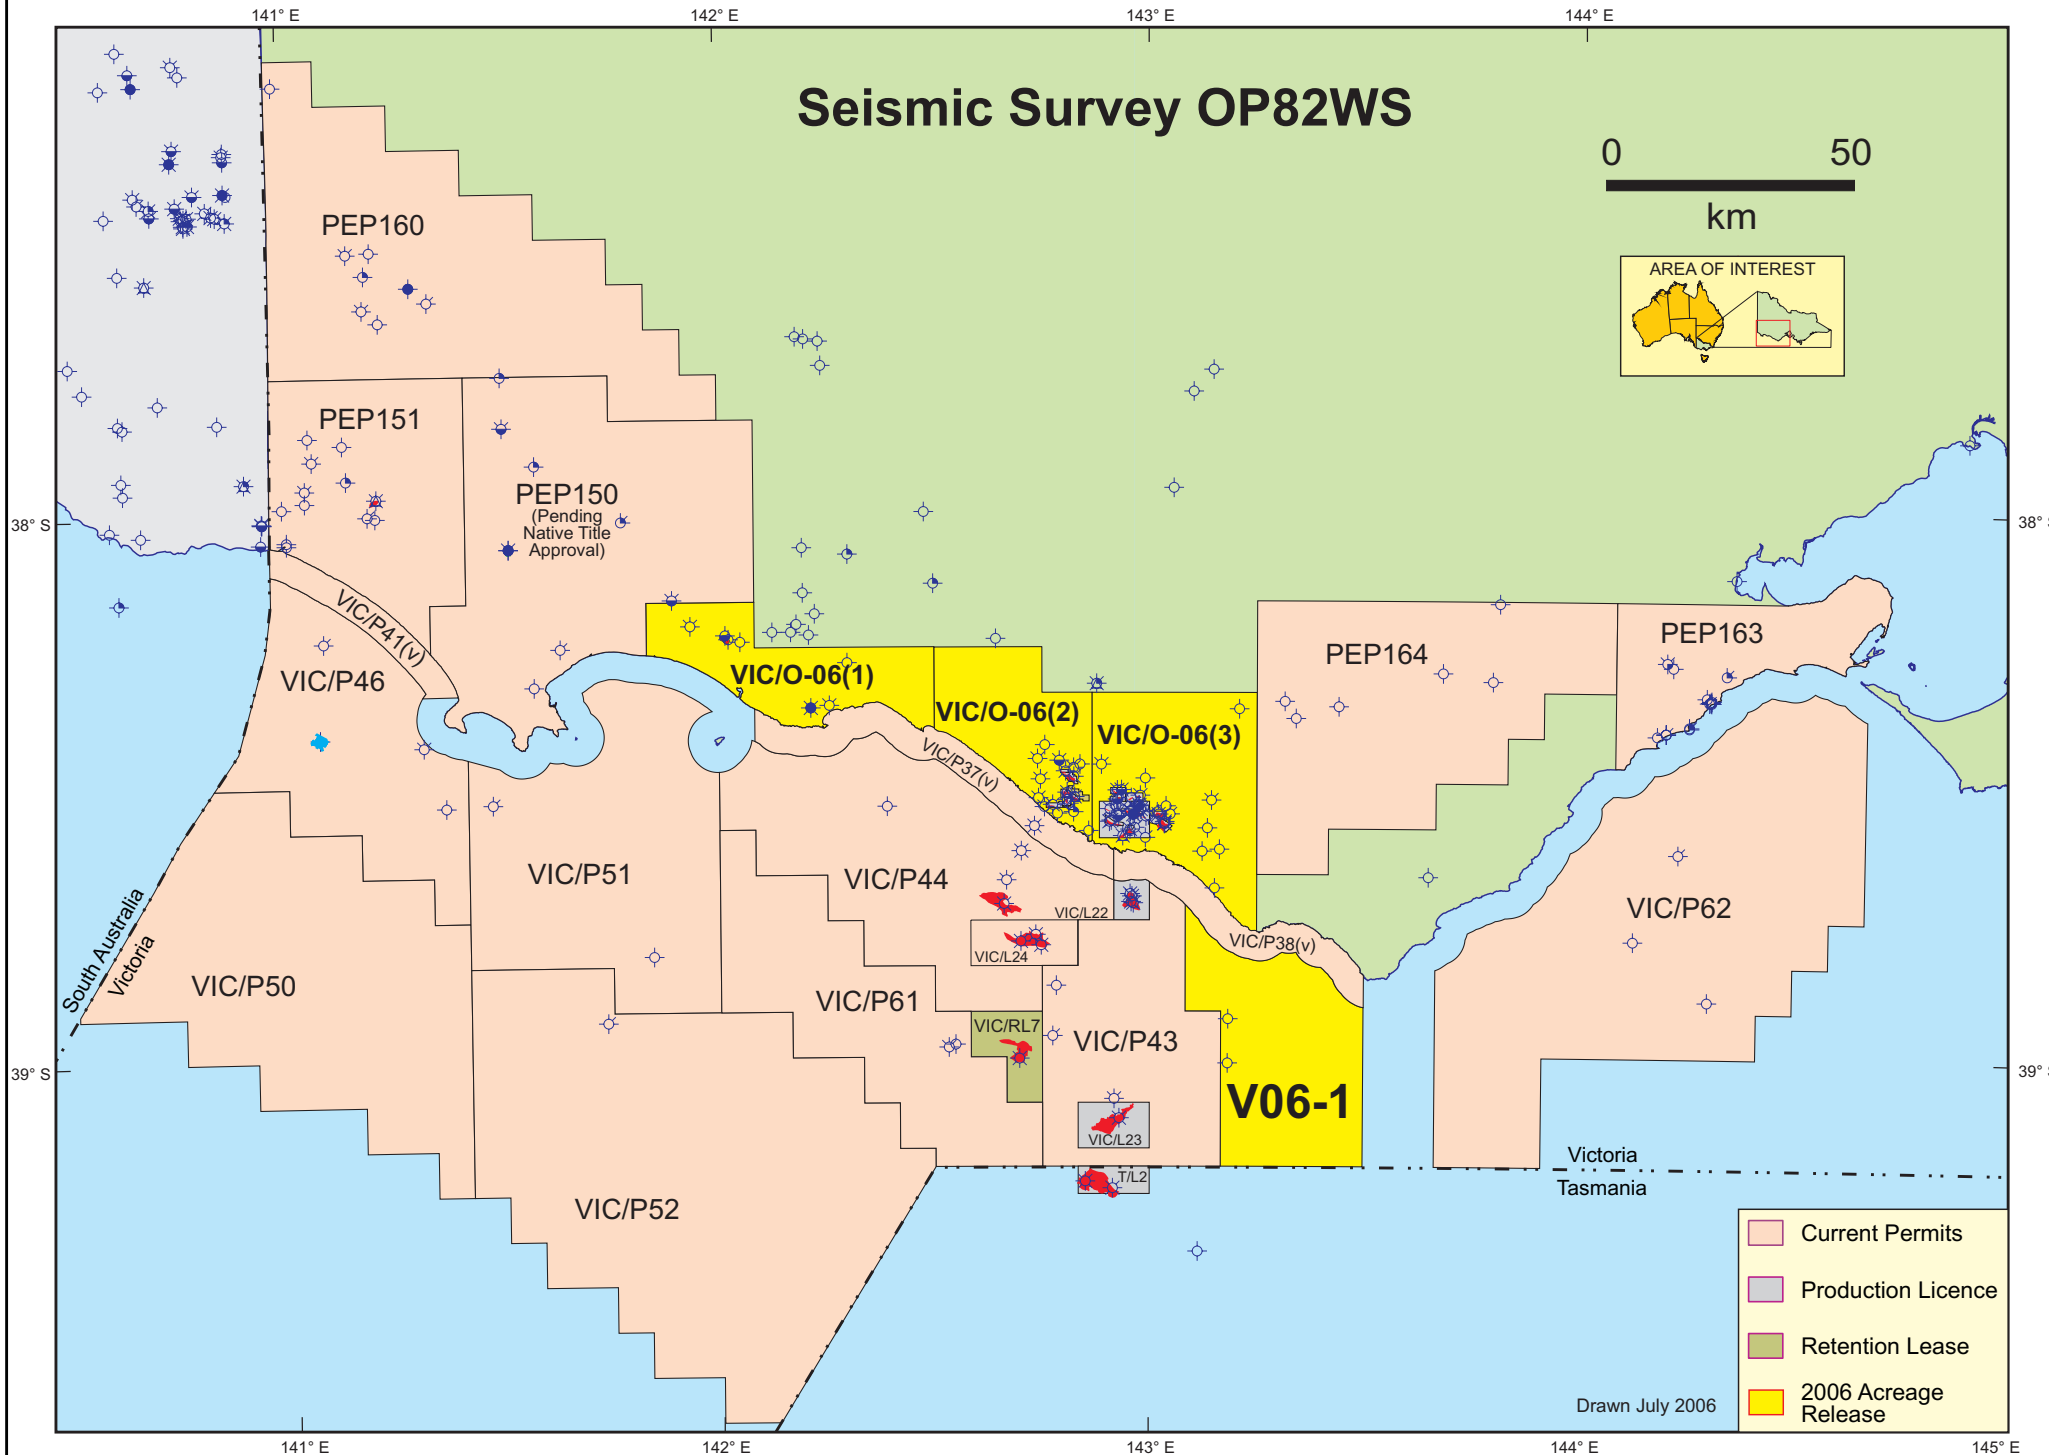 141° E
142° E
143° E
144° E
Seismic Survey OP82WS
0
50
km
AREA OF INTEREST
PEP160
PEP151
PEP150
(Pending
Native Title
Approval)
38° S
38° S
VIC/P41(v)
VIC/P46
VIC/O-06(1)
VIC/O-06(2)
VIC/O-06(3)
PEP164
PEP163
VIC/P37(v)
VIC/P51
VIC/P44
VIC/L22
VIC/P62
VIC/P38(v)
VIC/L24
South Australia
Victoria
VIC/P50
VIC/P61
VIC/RL7
VIC/P43
39° S
39° S
V06-1
VIC/L23
T/L2
Victoria
Tasmania
VIC/P52
Current Permits
Production Licence
Retention Lease
2006 Acreage
Release
Drawn July 2006
141° E
142° E
143° E
144° E
145° E